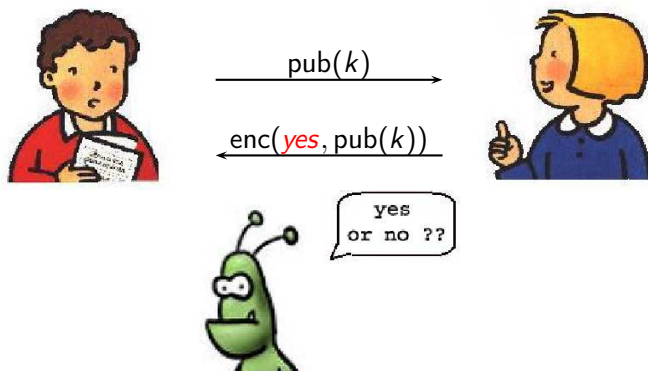 pub(k)
enc(yes, pub(k))
yes
or no ??